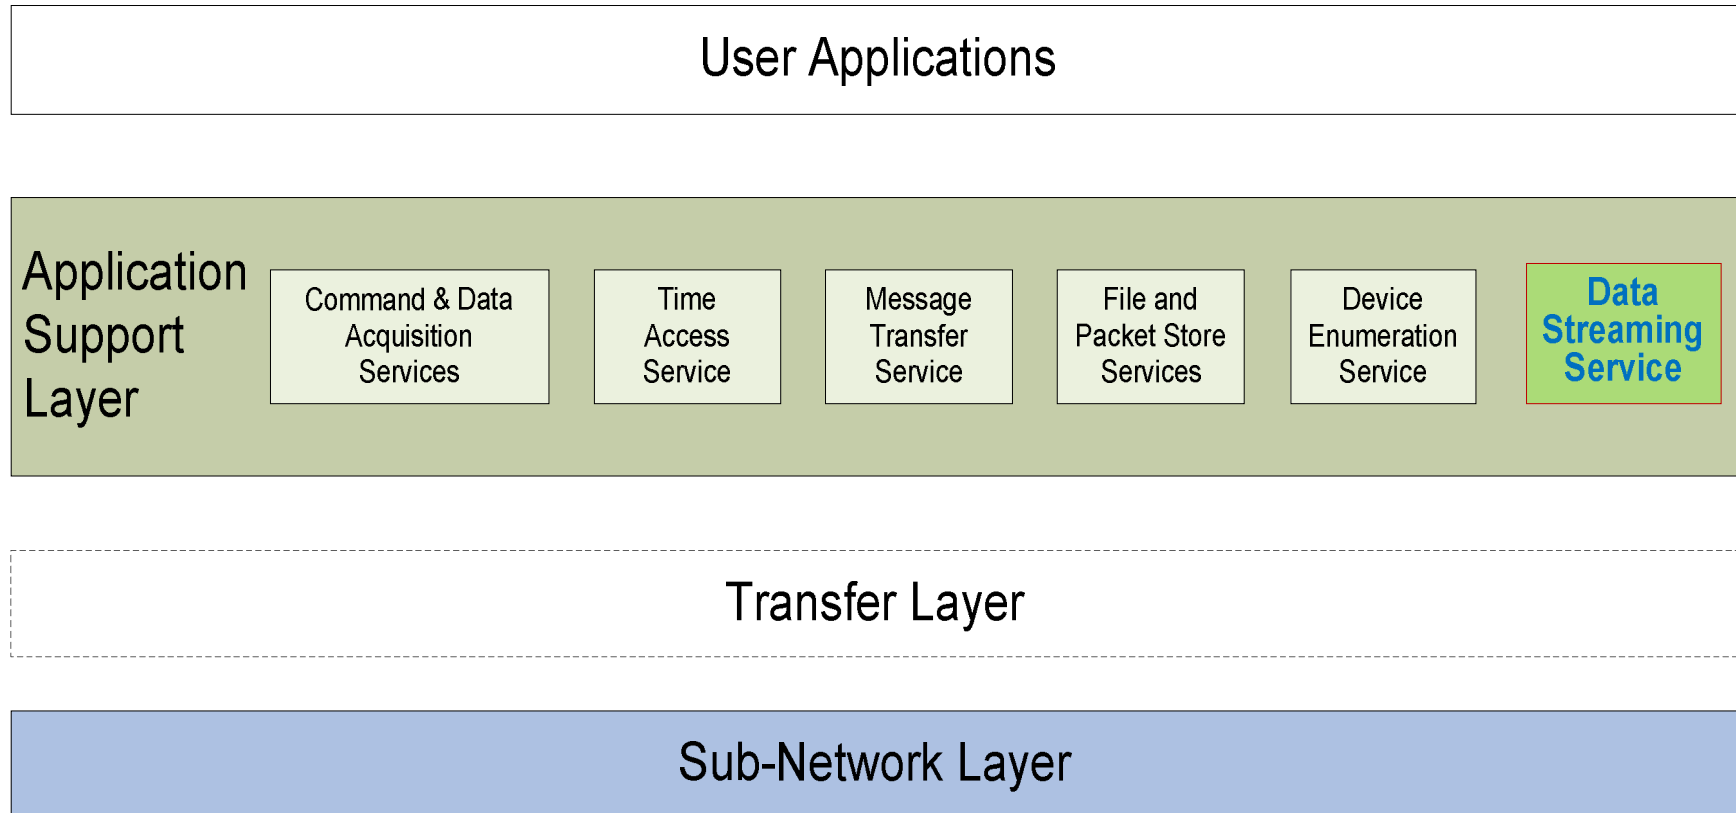 User Applications
Application
Support
Layer
Command & Data
Acquisition
Services
Time
Access
Service
Message
Transfer
Service
File and
Packet Store
Services
Device
Enumeration
Service
Data
Streaming
Service
Transfer Layer
Sub-Network Layer